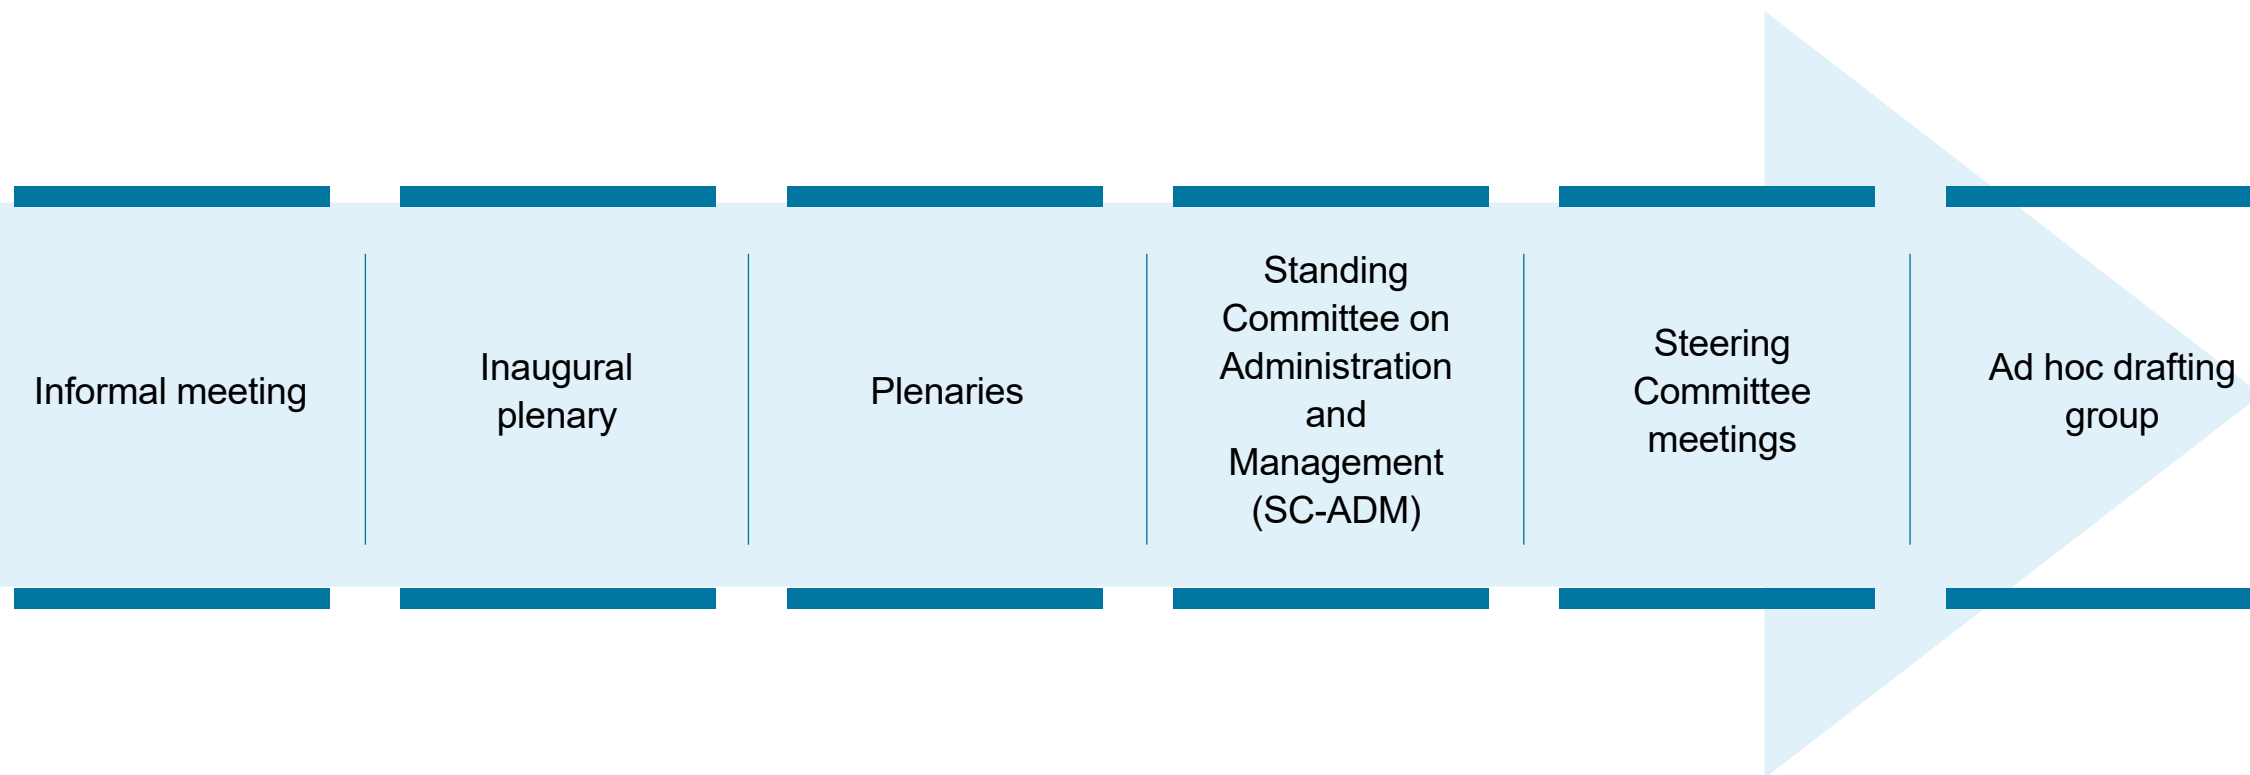 Informal meeting
Inaugural
plenary
Plenaries
Standing
Committee on
Administration
and
Management
(SC-ADM)
Steering
Committee
meetings
Ad hoc drafting
group